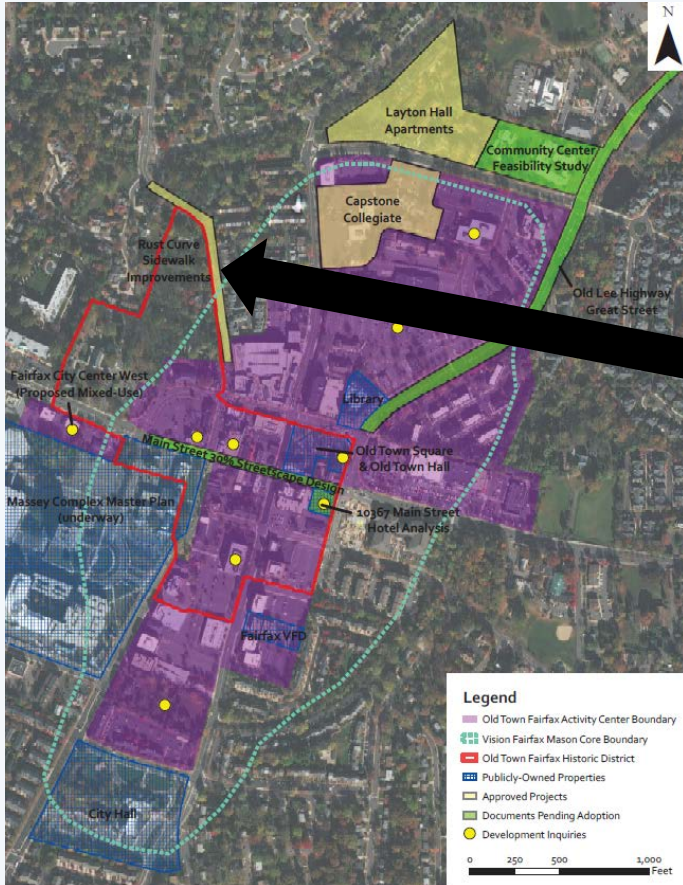 N
Layton Hall
Apartments
Community Center
Feasibility Study
Capstone
Collegiate
Rust Curve
Sidewalk
Improvements
Old Lee Highway
Great Street
Fairfax City Center West
(Proposed Mixed-Use)
Library
Main Street 30% StreetScape Design
Old Town Square
& Old Town Hall
Massey Complex Master Plan
(underway)
10367 Main Street
Hotel Analysis
Fairfax VFD
City Hall
Legend
Old Town Fairfax Activity Center Boundary
Vision Fairfax Mason Core Boundary
Old Town Fairfax Historic District
Publicly-Owned Properties
Approved Projects
Documents Pending Adoption
Development Inquiries
0 250 500 1,000
Feet